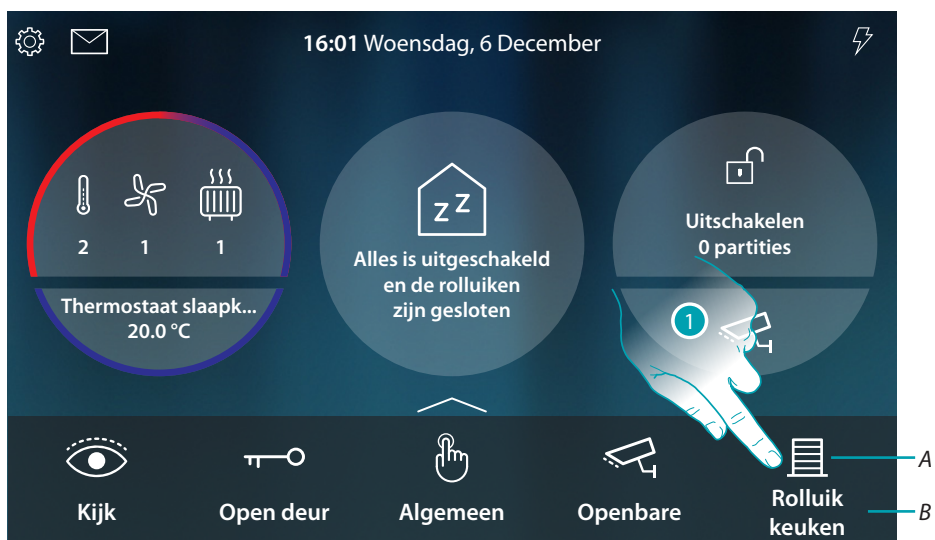 16:01 Woensdag, 6 December
2 1 1
Thermostaat slaapk...
20.0 °C
z Z
Alles is uitgeschakeld
en de rolluiken
zijn gesloten
Uitschakelen
0 partities
1
A
Kijk
Open deur
Algemeen
Openbare
Rolluik
keuken
B